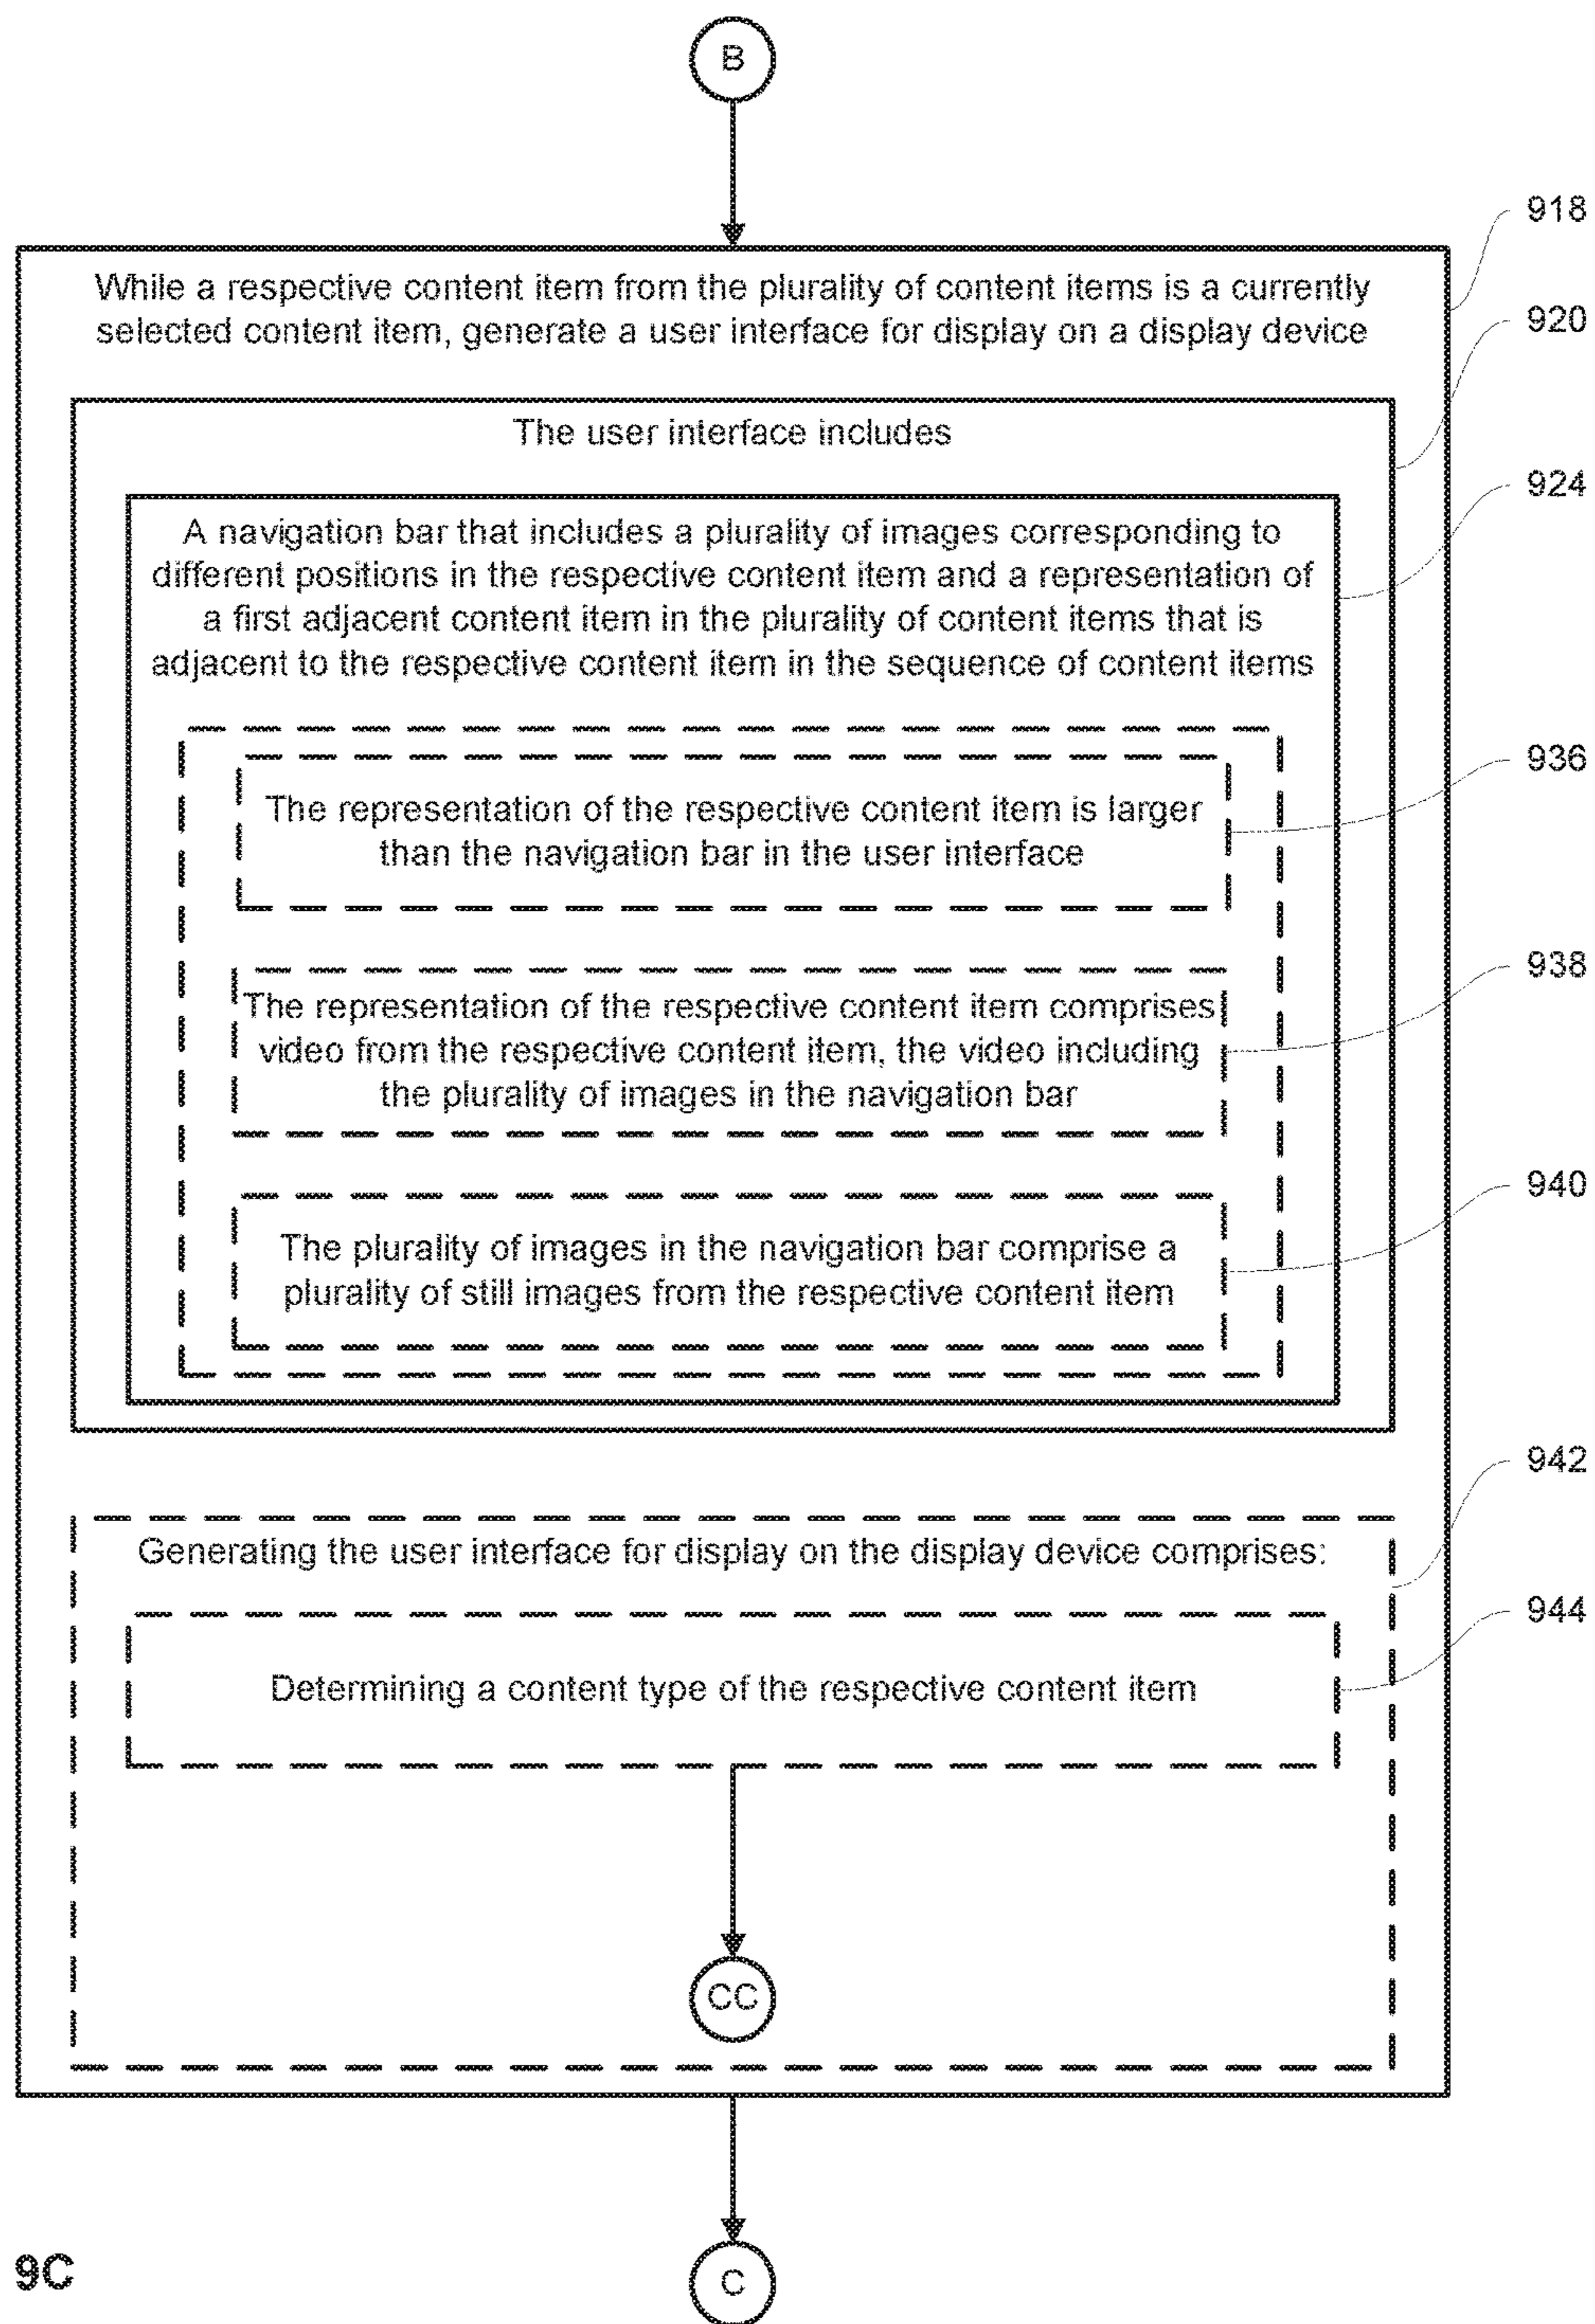 B
918
While a respective content item from the plurality of content items is a currently
selected content item, generate a user interface for display on a display device
920
The user interface includes
924
A navigation bar that includes a plurality of images corresponding to
different positions in the respective content item and a representation of
a first adjacent content item in the plurality of content items that is
adjacent to the respective content item in the sequence of content items
936
The representation of the respective content item is larger
than the navigation bar in the user interface
938
The representation of the respective content item comprises
video from the respective content item, the video including
the plurality of images in the navigation bar
940
The plurality of images in the navigation bar comprise a
plurality of still images from the respective content item
942
Generating the user interface for display on the display device comprises:
944
Determining a content type of the respective content item
CC
9C
C